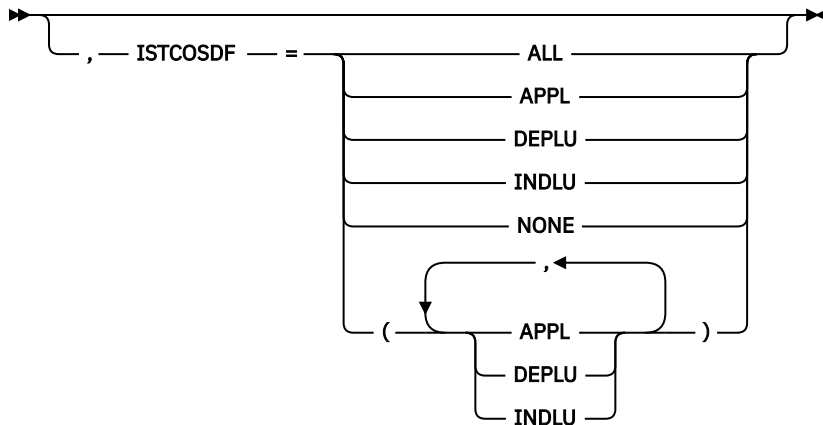 , ISTCOSDF = ALL
APPL
DEPLU
INDLU
NONE
,
( APPL )
DEPLU
INDLU